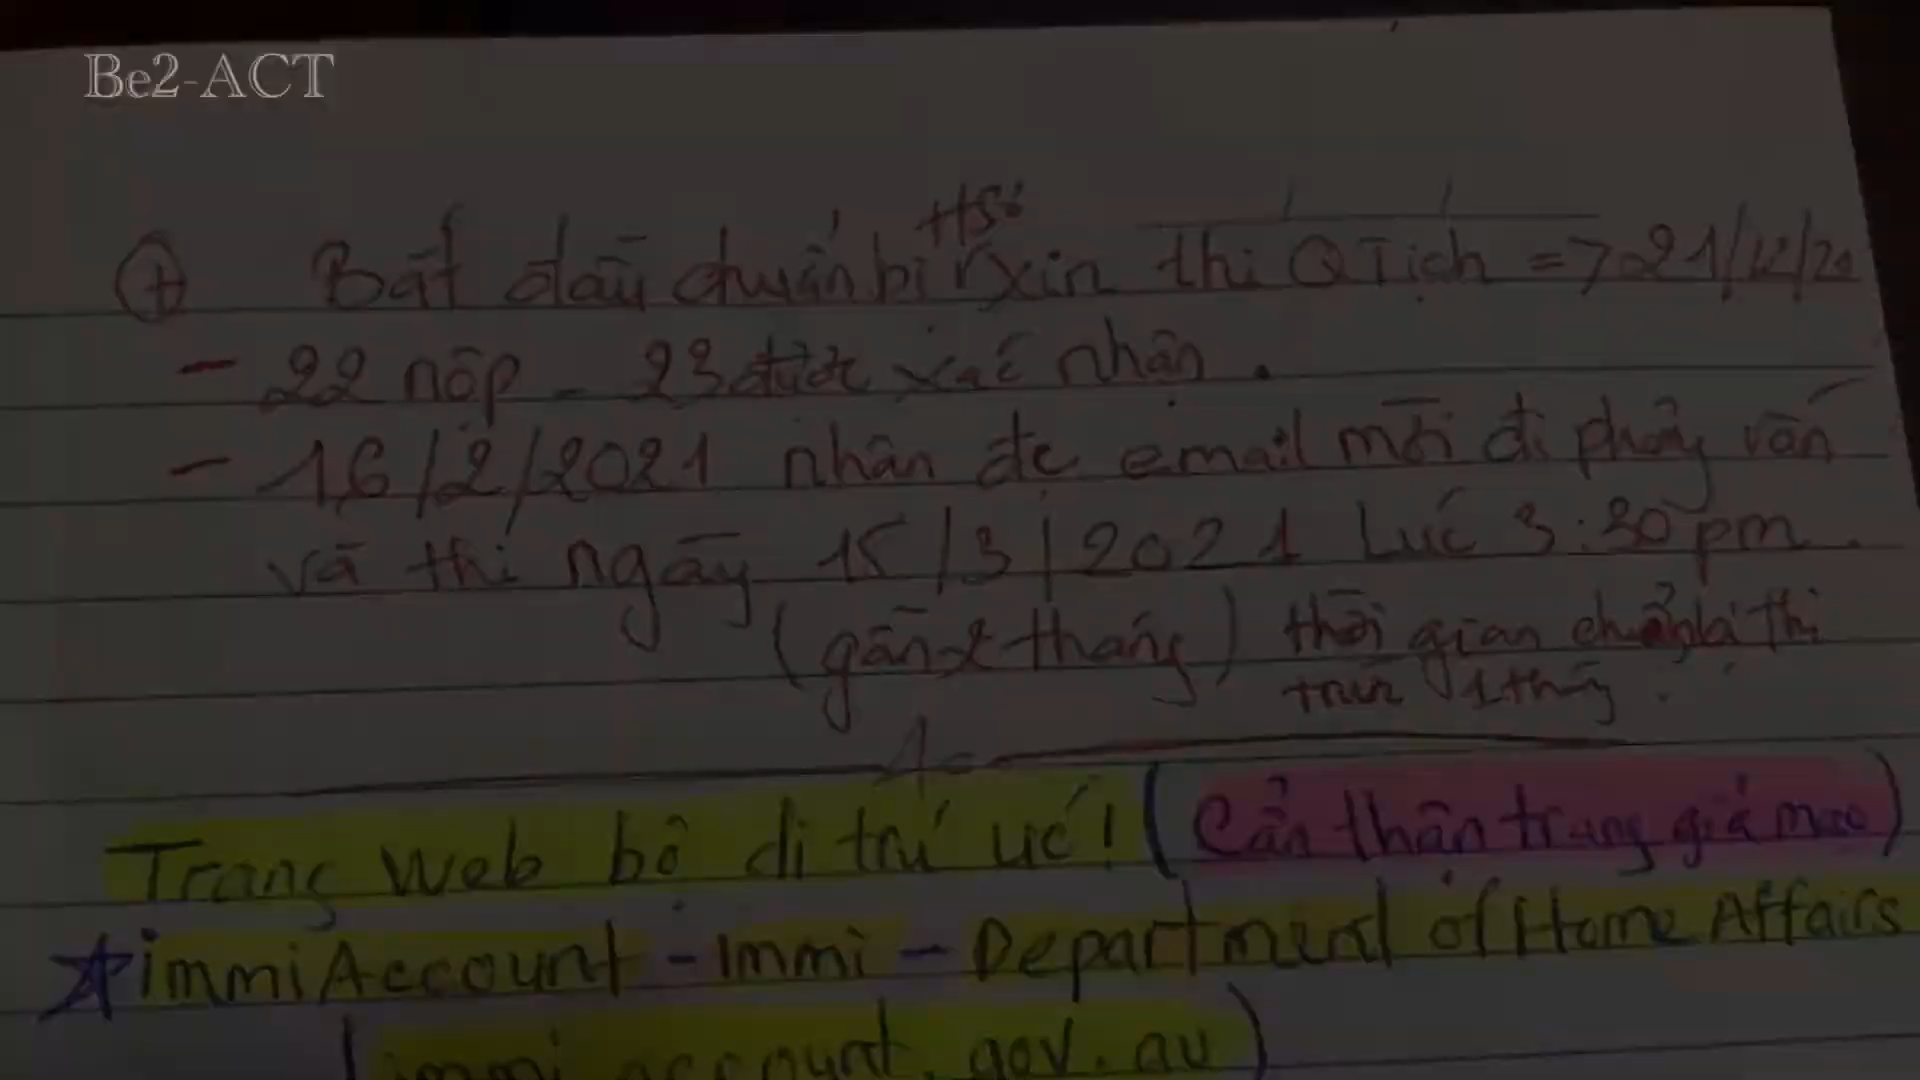 Be2-ACT
HSơ
⊕ Bắt đầu chuẩn bị xin thi QTịch => 21/12/20
- 22 nộp - 23 được xác nhận.
- 16/2/2021 nhận đc email mời đi phỏng vấn
và thi ngày 15/3/2021 lúc 3:30 pm.
(gần 2 tháng) thời gian chuẩn bị thi
trên 1 tháng.
Trang Web bộ di trú úc! (Cẩn thận trang giả mạo)
☆ immiAccount - Immi - Department of Home Affairs
(immi account.gov.au)